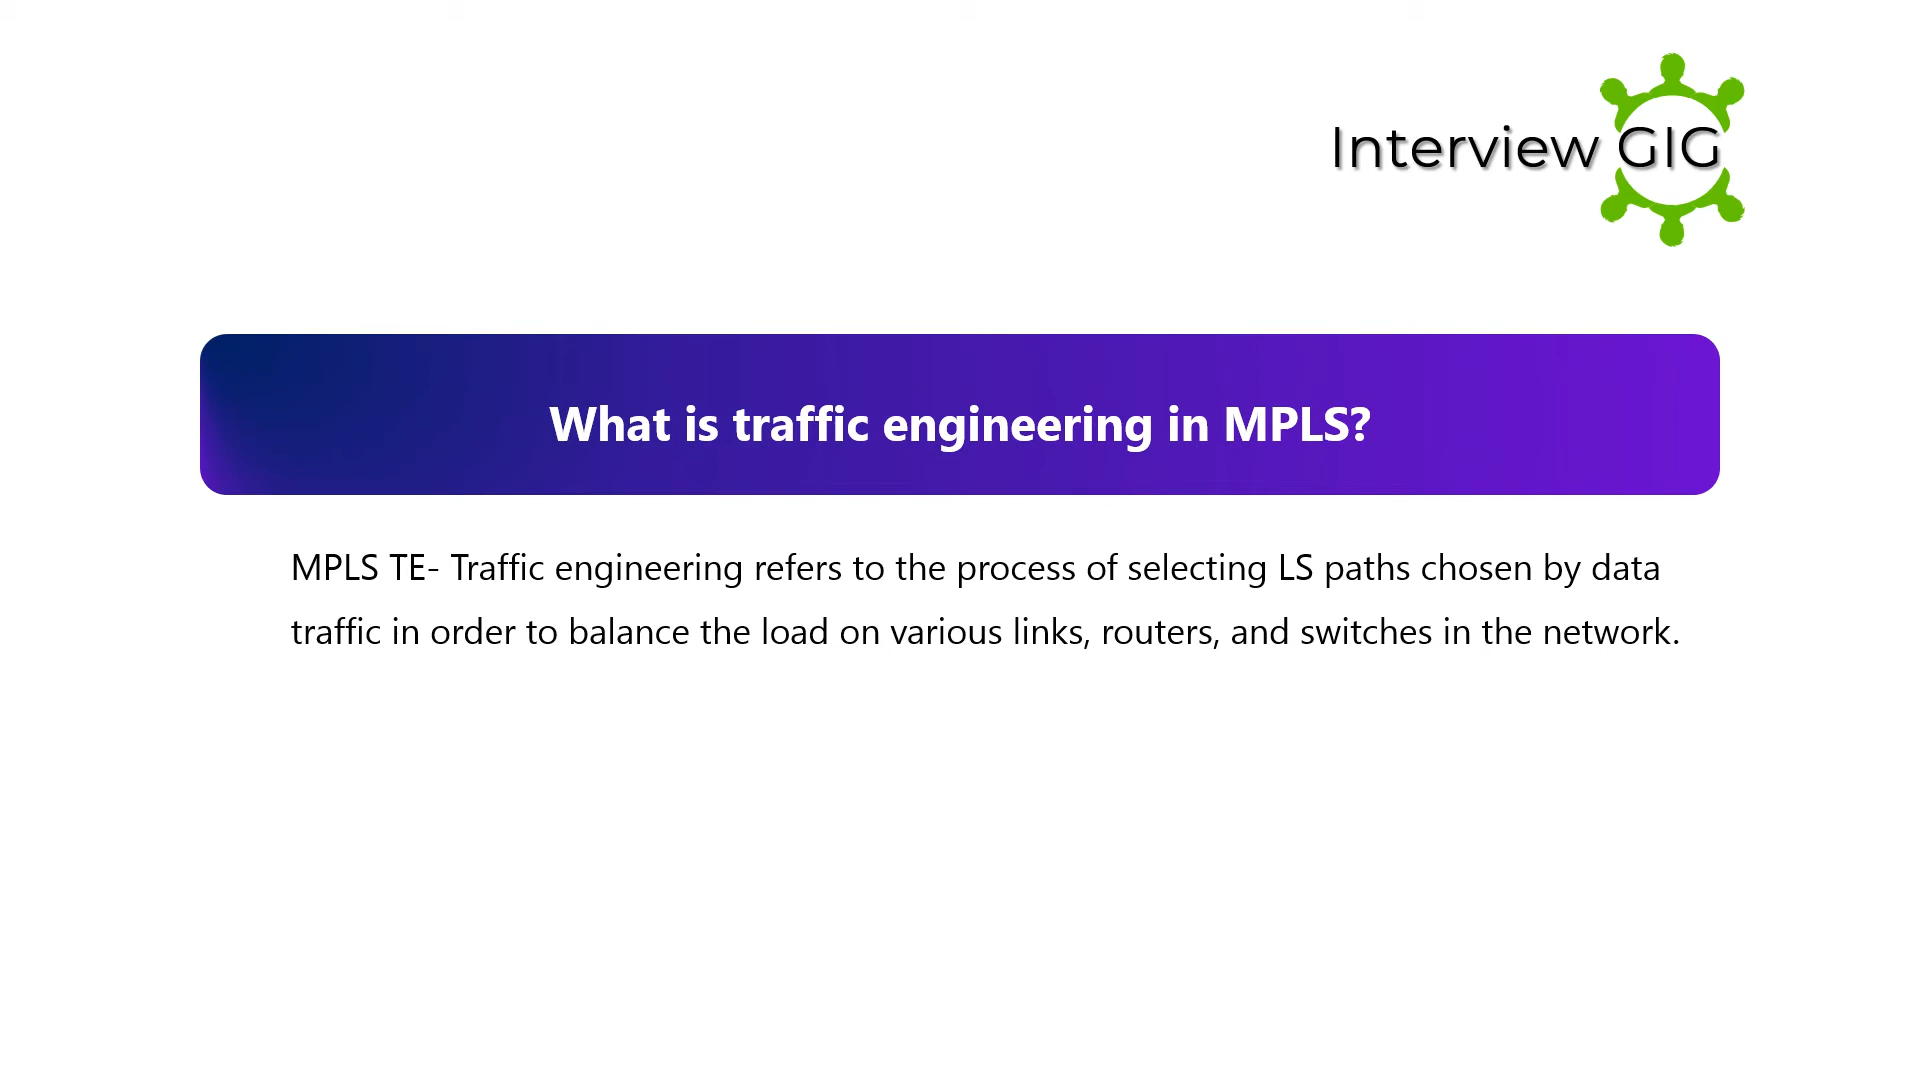 Interview GIG
What is traffic engineering in MPLS?
MPLS TE- Traffic engineering refers to the process of selecting LS paths chosen by data
traffic in order to balance the load on various links, routers, and switches in the network.